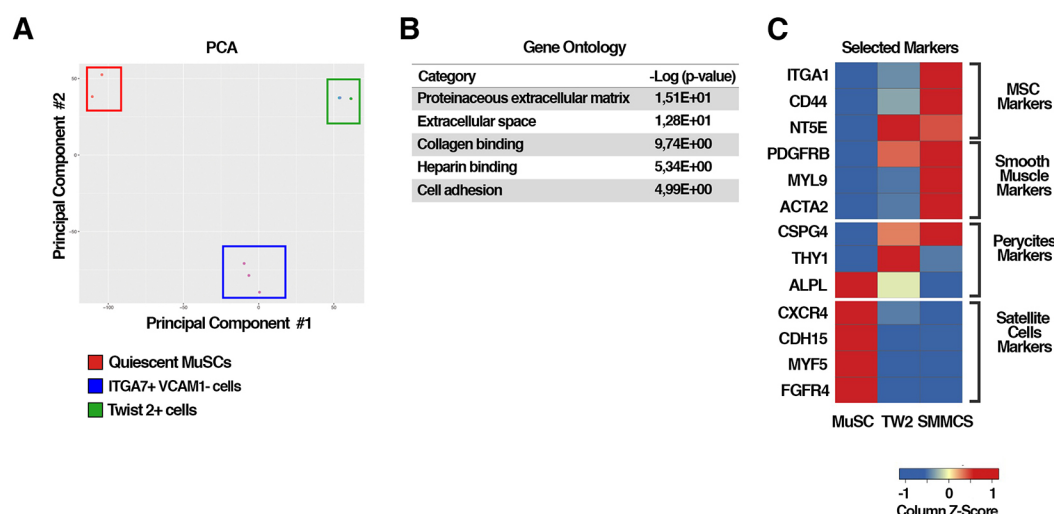 A
PCA
Principal Component #2
50
0
-50
-100
-50
0
50
Principal Component #1
Quiescent MuSCs
ITGA7+ VCAM1- cells
Twist 2+ cells
B
Gene Ontology
Category -Log (p-value)
Proteinaceous extracellular matrix 1,51E+01
Extracellular space 1,28E+01
Collagen binding 9,74E+00
Heparin binding 5,34E+00
Cell adhesion 4,99E+00
C
Selected Markers
ITGA1
CD44
NT5E
PDGFRB
MYL9
ACTA2
CSPG4
THY1
ALPL
CXCR4
CDH15
MYF5
FGFR4
MSC
Markers
Smooth
Muscle
Markers
Perycites
Markers
Satellite
Cells
Markers
MuSC TW2 SMMCS
-1 0 1
Column Z-Score